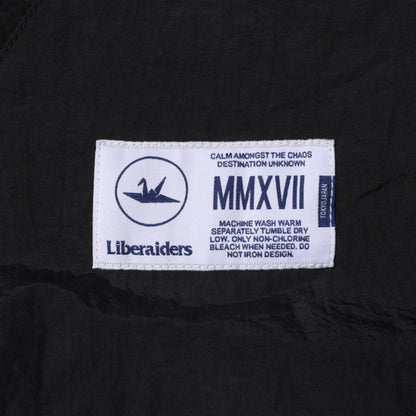 Liberaiders
CALM AMONGST THE CHAOS
DESTINATION UNKNOWN
MMXVII
MACHINE WASH WARM
SEPARATELY TUMBLE DRY
LOW. ONLY NON-CHLORINE
BLEACH WHEN NEEDED. DO
NOT IRON DESIGN.
TOKYOJAPAN